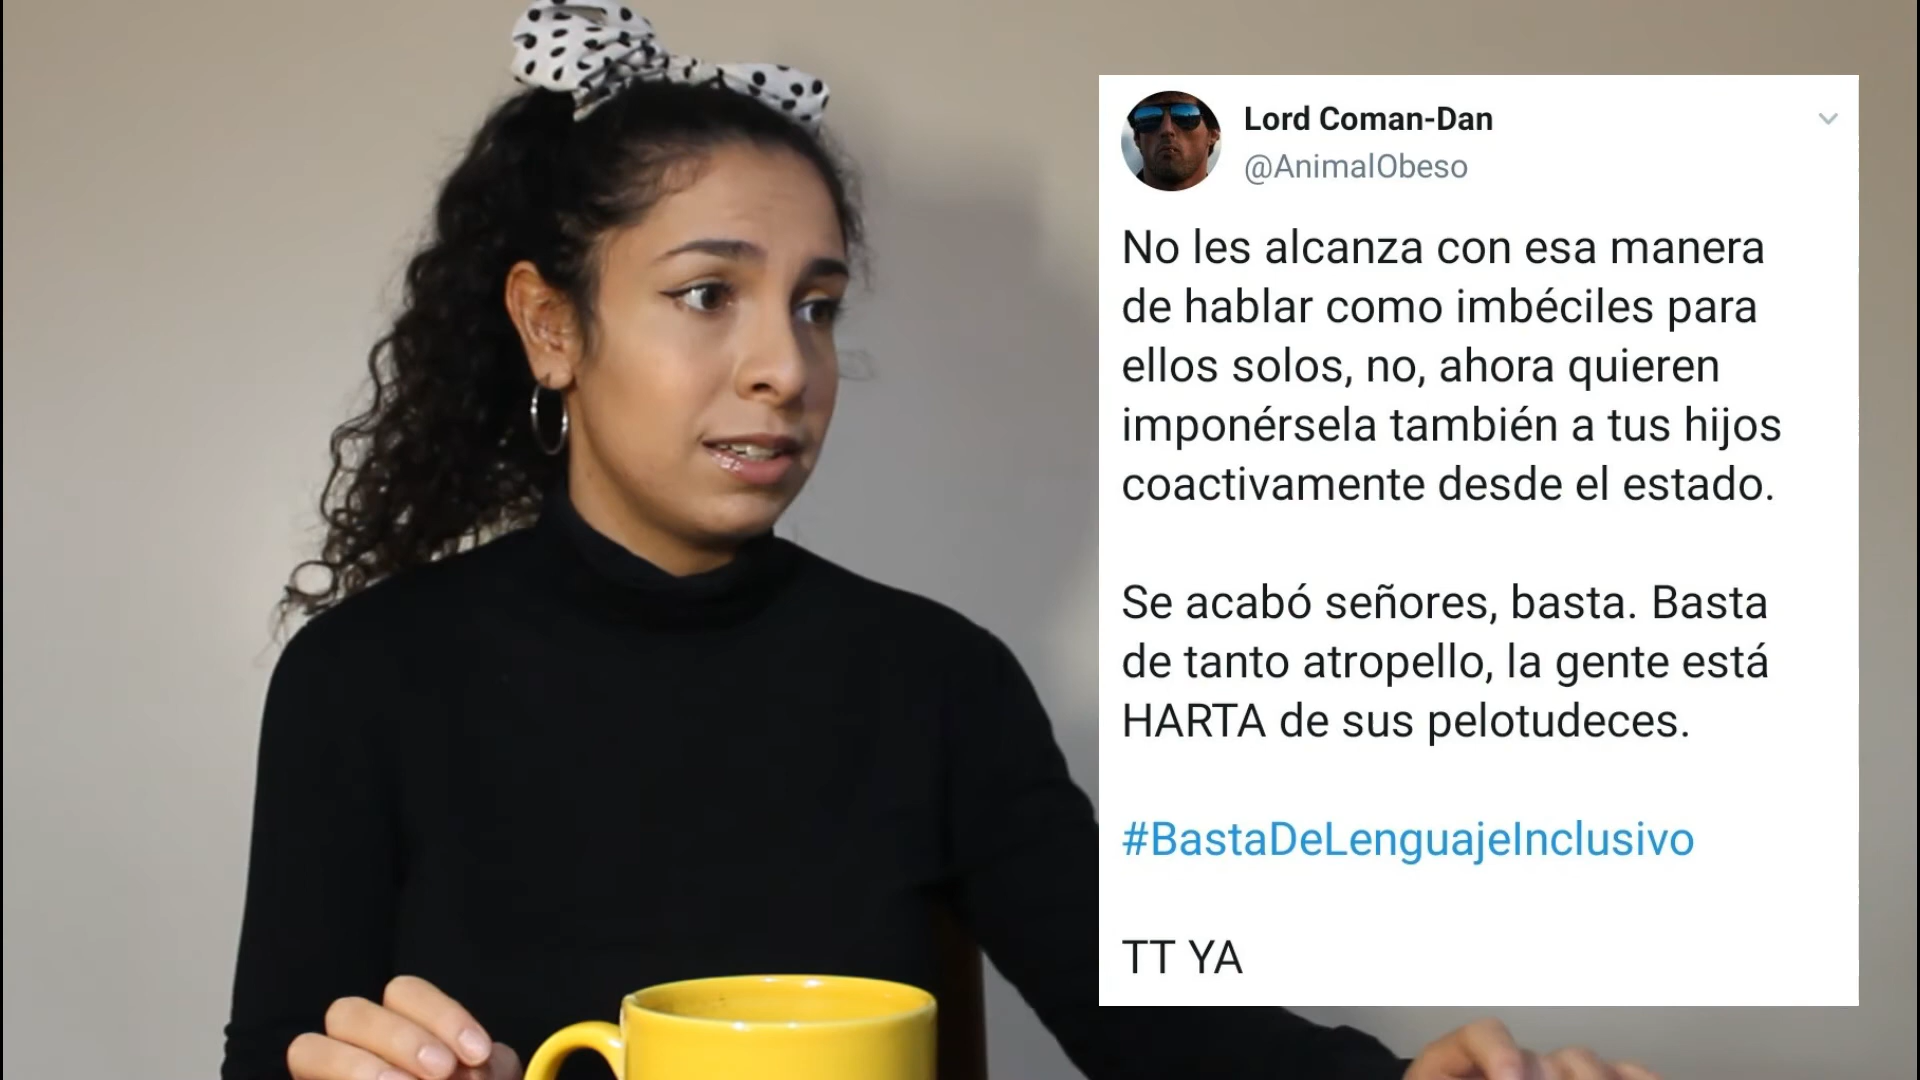 Lord Coman-Dan
@AnimalObeso
No les alcanza con esa manera
de hablar como imbéciles para
ellos solos, no, ahora quieren
imponérsela también a tus hijos
coactivamente desde el estado.
Se acabó señores, basta. Basta
de tanto atropello, la gente está
HARTA de sus pelotudeces.
#BastaDeLenguajeInclusivo
TT YA